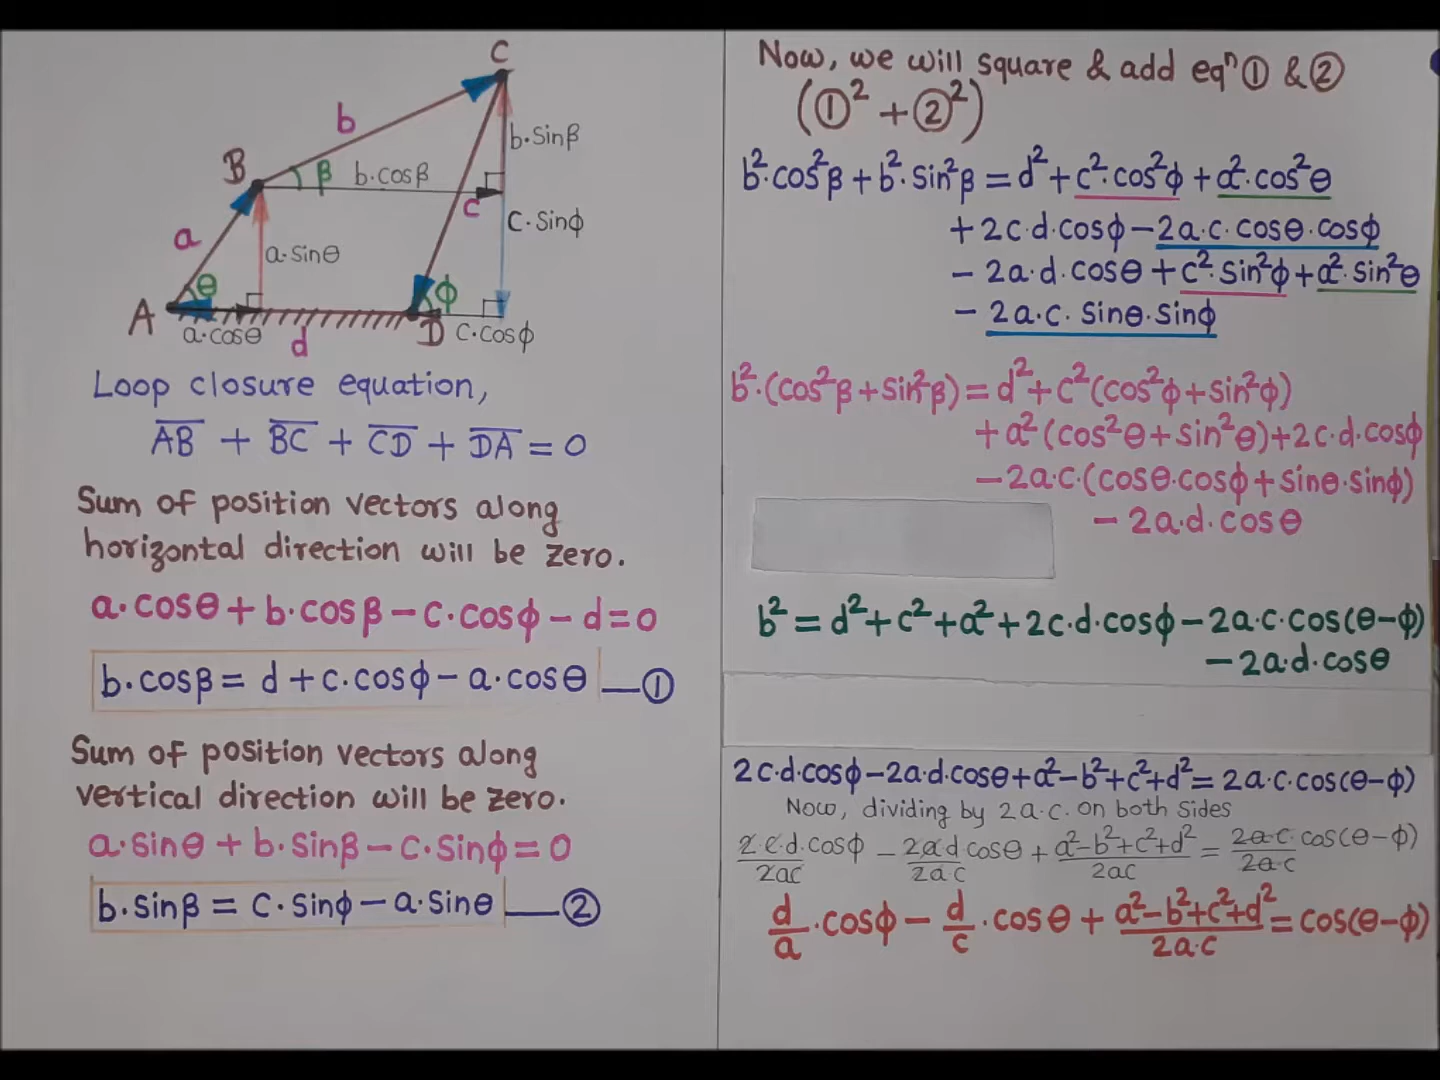 C
b
b·sinβ
B
β
b·cosβ
c
c·sinϕ
a
a·sinθ
θ
ϕ
A
a·cosθ
d
D
c·cosϕ
Loop closure equation,
A̅B̅ + B̅C̅ + C̅D̅ + D̅A̅ = 0
Sum of position vectors along
horizontal direction will be zero.
a·cosθ + b·cosβ - c·cosϕ - d = 0
b·cosβ = d + c·cosϕ - a·cosθ —①
Sum of position vectors along
vertical direction will be zero.
a·sinθ + b·sinβ - c·sinϕ = 0
b·sinβ = c·sinϕ - a·sinθ —②
Now, we will square & add eqⁿ ① & ②
(①² + ②²)
b²·cos²β + b²·sin²β = d² + c²·cos²ϕ + a²·cos²θ
+ 2c·d·cosϕ - 2a·c·cosθ·cosϕ
- 2a·d·cosθ + c²·sin²ϕ + a²·sin²θ
- 2a·c·sinθ·sinϕ
b²·(cos²β + sin²β) = d² + c²(cos²ϕ + sin²ϕ)
+ a²(cos²θ + sin²θ) + 2c·d·cosϕ
- 2a·c·(cosθ·cosϕ + sinθ·sinϕ)
- 2a·d·cosθ
b² = d² + c² + a² + 2c·d·cosϕ - 2a·c·cos(θ-ϕ)
- 2a·d·cosθ
2c·d·cosϕ - 2a·d·cosθ + a² - b² + c² + d² = 2a·c·cos(θ-ϕ)
Now, dividing by 2a·c. on both sides
2·c·d·cosϕ/2ac - 2ad cosθ/2a·c + a²-b²+c²+d²/2ac = 2a·c·cos(θ-ϕ)/2a·c
d/a·cosϕ - d/c·cosθ + a²-b²+c²+d²/2a·c = cos(θ-ϕ)